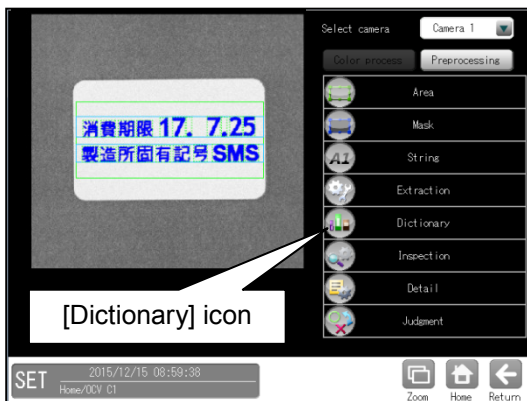 Select camera
Camera 1
Color process
Preprocessing
Area
Mask
A1
String
Extraction
Dictionary
Inspection
Detail
Judgment
消費期限 17. 7.25
製造所固有記号 SMS
[Dictionary] icon
SET
2015/12/15 08:59:38
Home/OCV C1
Zoom
Home
Return